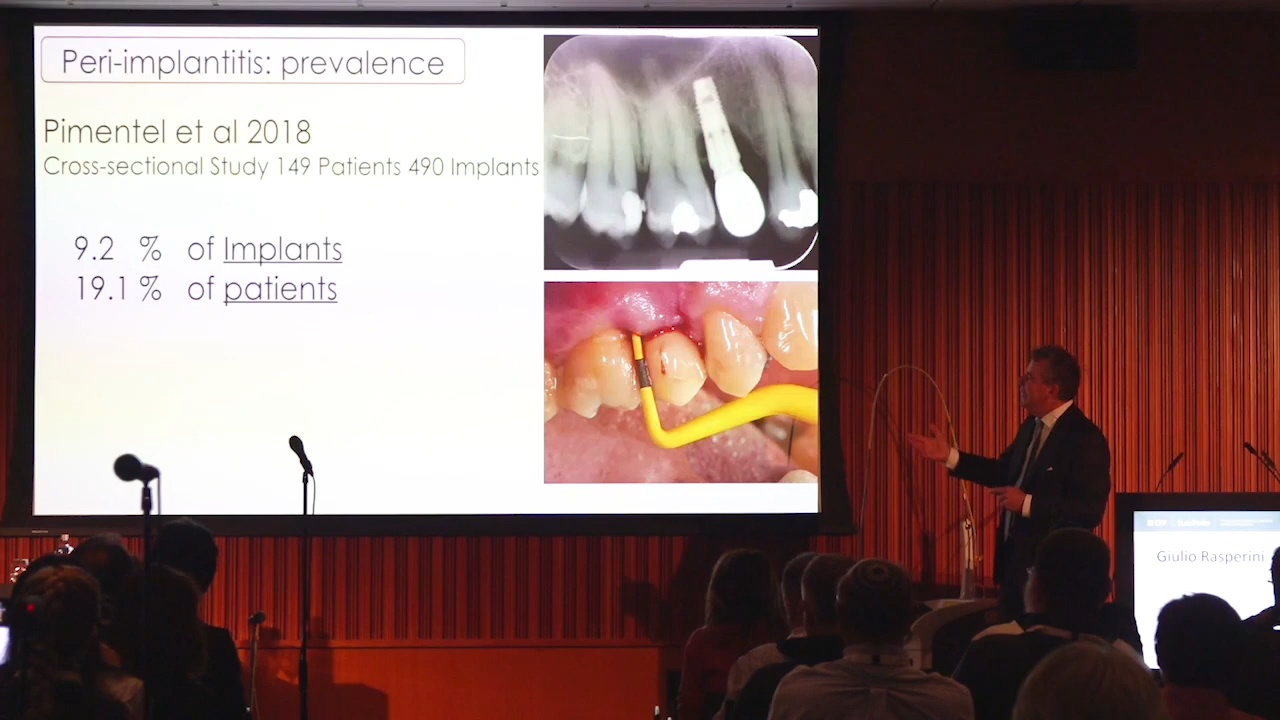 Peri-implantitis: prevalence
Pimentel et al 2018
Cross-sectional Study 149 Patients 490 Implants
9.2 % of Implants
19.1 % of patients
Giulio Rasperini